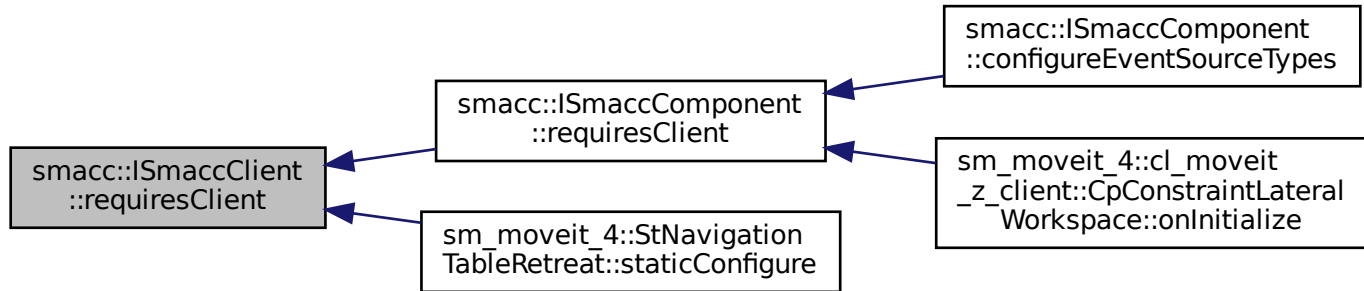 smacc::ISmaccClient
::requiresClient
smacc::ISmaccComponent
::requiresClient
smacc::ISmaccComponent
::configureEventSourceTypes
sm_moveit_4::cl_moveit
_z_client::CpConstraintLateral
Workspace::onInitialize
sm_moveit_4::StNavigation
TableRetreat::staticConfigure